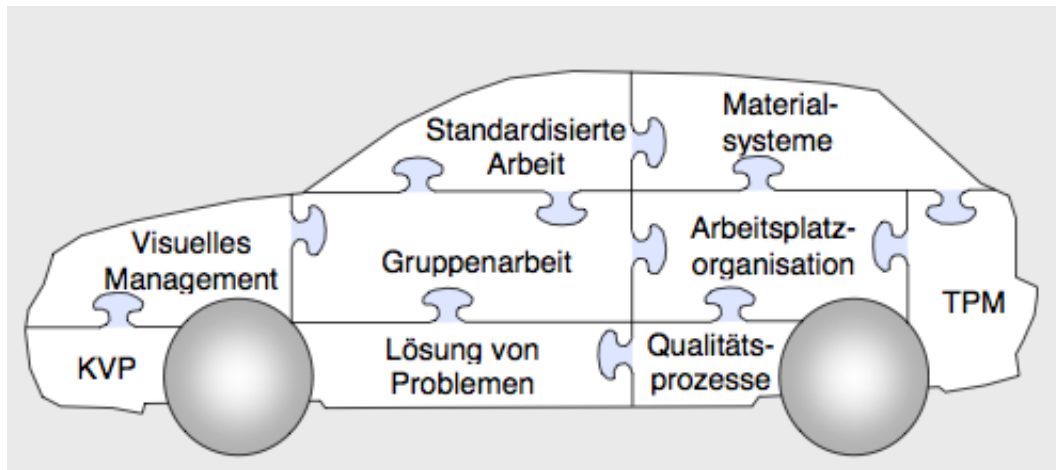 Standardisierte
Arbeit
Material-
systeme
Visuelles
Management
Gruppenarbeit
Arbeitsplatz-
organisation
TPM
KVP
Lösung von
Problemen
Qualitäts-
prozesse